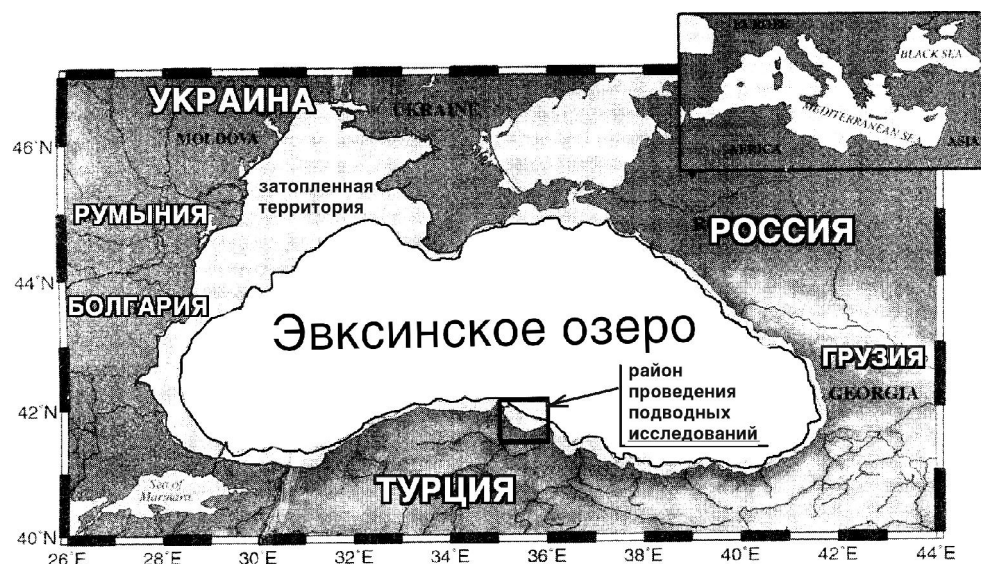 EUROPE
BLACK SEA
MEDITERRANEAN SEA
AFRICA
ASIA
УКРАИНА
UKRAINE
MOLDOVA
46°N
затопленная
территория
РУМЫНИЯ
РОССИЯ
44°N
БОЛГАРИЯ
Эвксинское озеро
ГРУЗИЯ
GEORGIA
район
проведения
подводных
исследований
42°N
Sea of
Marmara
ТУРЦИЯ
40°N
26°E 28°E 30°E 32°E 34°E 36°E 38°E 40°E 42°E 44°E